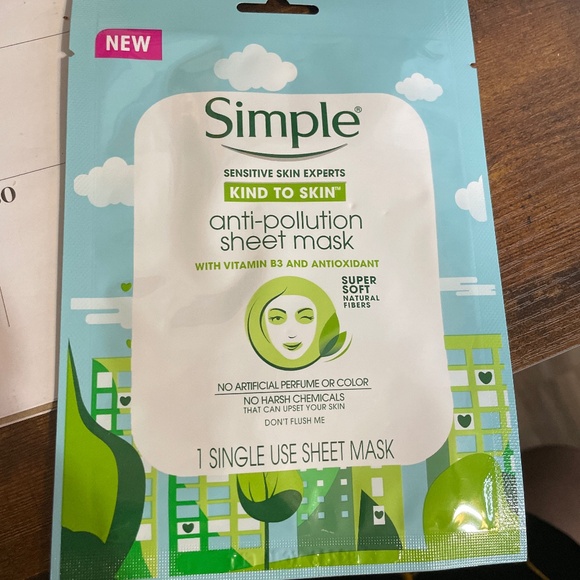 NEW
Simple®
SENSITIVE SKIN EXPERTS
KIND TO SKIN™
anti-pollution
sheet mask
WITH VITAMIN B3 AND ANTIOXIDANT
SUPER
SOFT
NATURAL
FIBERS
NO ARTIFICIAL PERFUME OR COLOR
NO HARSH CHEMICALS
THAT CAN UPSET YOUR SKIN
DON'T FLUSH ME
1 SINGLE USE SHEET MASK